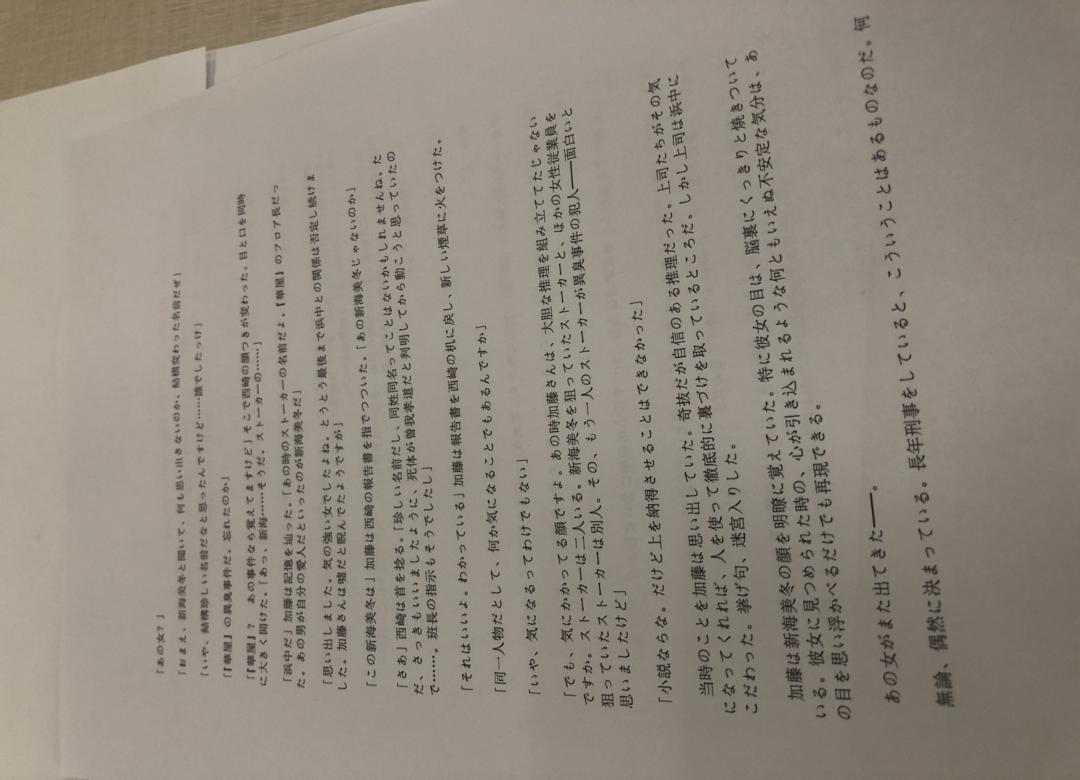 「あの女？」
「おまえ、新海美冬と聞いて、何も思い出さないのか。結構変わった名前だぜ」
「いや、結構珍しい名前だなと思ったんですけど……誰でしたっけ」
「『華屋』の異臭事件だ。忘れたのか」
「『華屋』？　あの事件なら覚えてますけど」そこで西崎の顔つきが変わった。目と口を同時
に大きく開けた。「あっ、新海……そうだ。ストーカーの……」
「浜中だ」加藤は記憶を辿った。「あの時のストーカーの名前だよ。『華屋』のフロア長だっ
た。あの男が自分の愛人だといったのが新海美冬だ」
「思い出しました。気の強い女でしたよね。とうとう最後まで浜中との関係は否定し続けま
した。加藤さんは嘘だと睨んでたようですが」
「この新海美冬は」加藤は西崎の報告書を指でつついた。「あの新海美冬じゃないのか」
「さあ」西崎は首を捻る。「珍しい名前だし、同姓同名ってことはないかもしれませんね。た
だ、さっきもいいましたように、死体が曽我孝道だと判明してから動こうと思っていたの
で……。班長の指示もそうでしたし」
「それはいいよ。わかっている」加藤は報告書を西崎の机に戻し、新しい煙草に火をつけた。
「同一人物だとして、何か気になることでもあるんですか」
「いや、気になるってわけでもない」
「でも、気にかかってる顔ですよ。あの時加藤さんは、大胆な推理を組み立ててたじゃない
ですか。ストーカーは二人いる。新海美冬を狙っていたストーカーと、ほかの女性従業員を
狙っていたストーカーは別人。その、もう一人のストーカーが異臭事件の犯人――面白いと
思いましたけど」
「小説ならな。だけど上を納得させることはできなかった」
当時のことを加藤は思い出していた。奇抜だが自信のある推理だった。上司たちがその気
になってくれれば、人を使って徹底的に裏づけを取っているところだ。しかし上司は浜中に
こだわった。挙げ句、迷宮入りした。
加藤は新海美冬の顔を明瞭に覚えていた。特に彼女の目は、脳裏にくっきりと焼きついて
いる。彼女に見つめられた時の、心が引き込まれるような何ともいえぬ不安定な気分は、あ
の目を思い浮かべるだけでも再現できる。
あの女がまた出てきた――。
無論、偶然に決まっている。長年刑事をしていると、こういうことはあるものなのだ。何